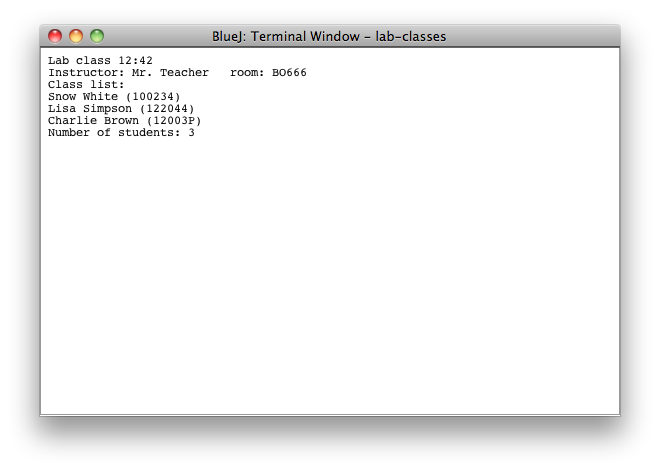 BlueJ: Terminal Window - lab-classes
Lab class 12:42
Instructor: Mr. Teacher   room: BO666
Class list:
Snow White (100234)
Lisa Simpson (122044)
Charlie Brown (12003P)
Number of students: 3